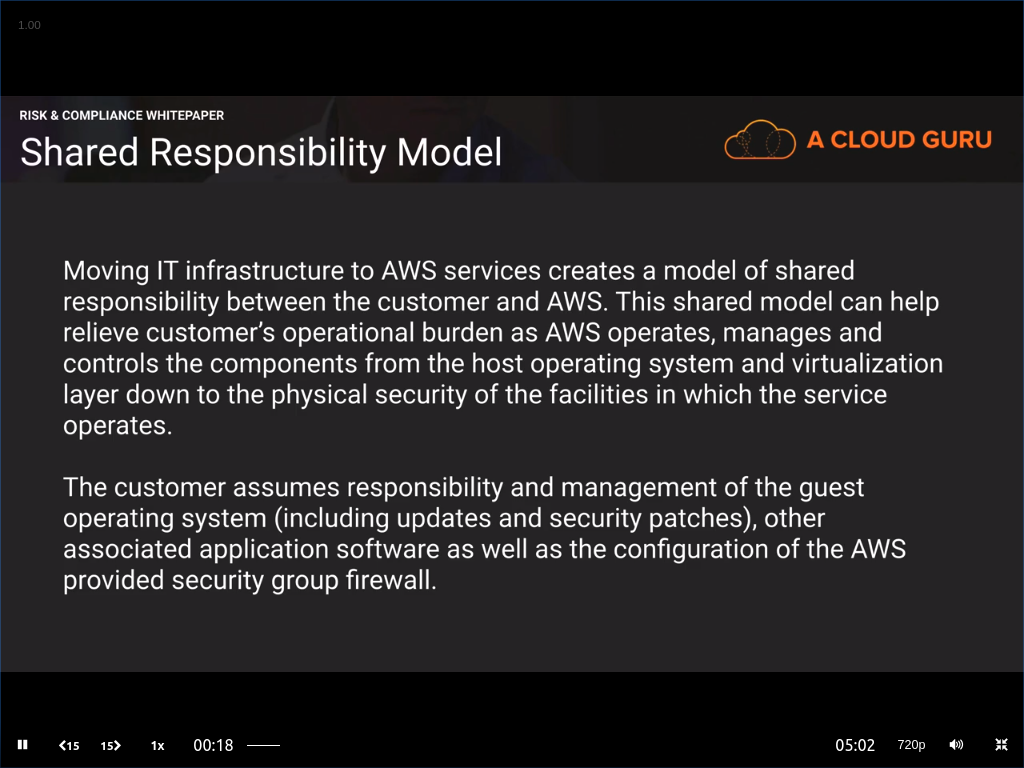 1.00
RISK & COMPLIANCE WHITEPAPER
Shared Responsibility Model
A CLOUD GURU
Moving IT infrastructure to AWS services creates a model of shared
responsibility between the customer and AWS. This shared model can help
relieve customer’s operational burden as AWS operates, manages and
controls the components from the host operating system and virtualization
layer down to the physical security of the facilities in which the service
operates.
The customer assumes responsibility and management of the guest
operating system (including updates and security patches), other
associated application software as well as the configuration of the AWS
provided security group firewall.
15 15 1x 00:18 05:02 720p